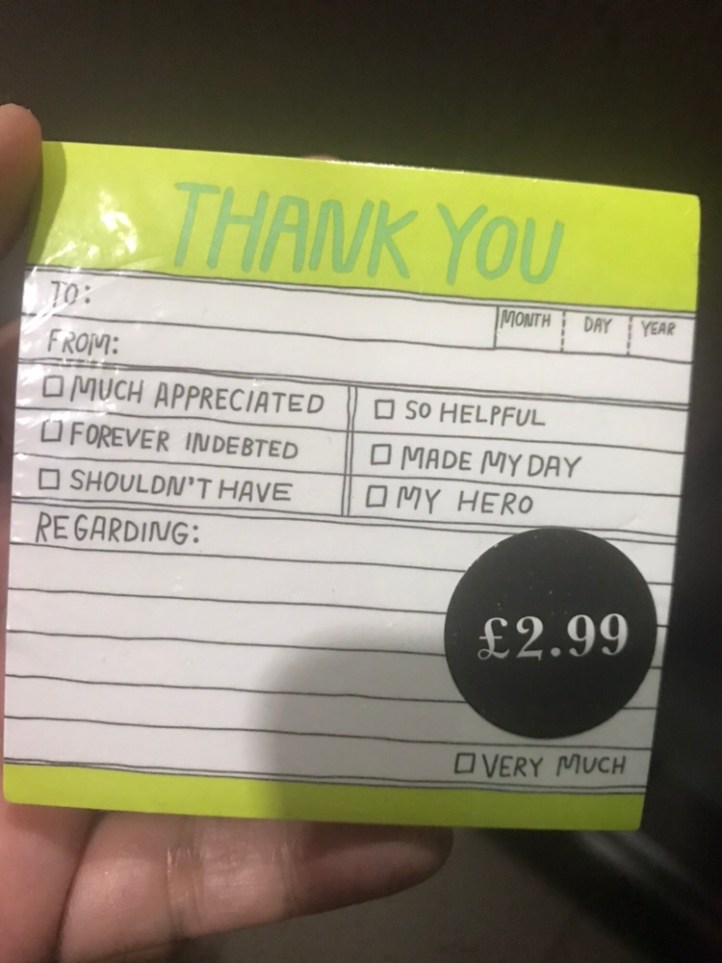 THANK YOU
TO:
MONTH DAY YEAR
FROM:
MUCH APPRECIATED
SO HELPFUL
FOREVER INDEBTED
MADE MY DAY
SHOULDN'T HAVE
MY HERO
REGARDING:
£2.99
VERY MUCH